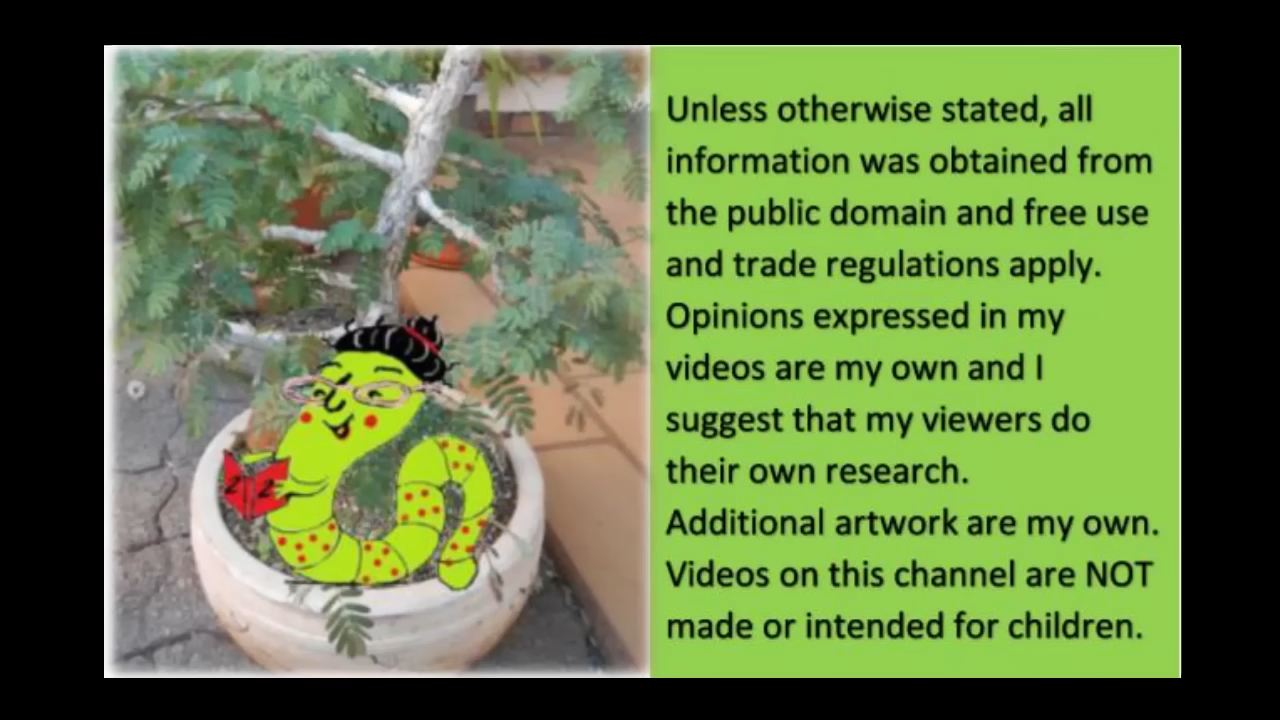 Unless otherwise stated, all
information was obtained from
the public domain and free use
and trade regulations apply.
Opinions expressed in my
videos are my own and I
suggest that my viewers do
their own research.
Additional artwork are my own.
Videos on this channel are NOT
made or intended for children.